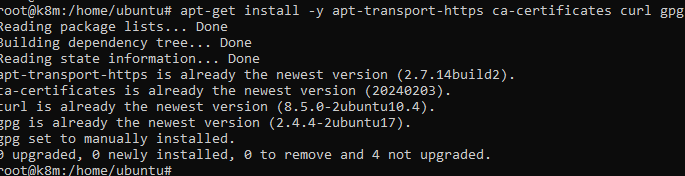 root@k8m:/home/ubuntu# apt-get install -y apt-transport-https ca-certificates curl gpg
Reading package lists... Done
Building dependency tree... Done
Reading state information... Done
apt-transport-https is already the newest version (2.7.14build2).
ca-certificates is already the newest version (20240203).
curl is already the newest version (8.5.0-2ubuntu10.4).
gpg is already the newest version (2.4.4-2ubuntu17).
gpg set to manually installed.
0 upgraded, 0 newly installed, 0 to remove and 4 not upgraded.
root@k8m:/home/ubuntu#